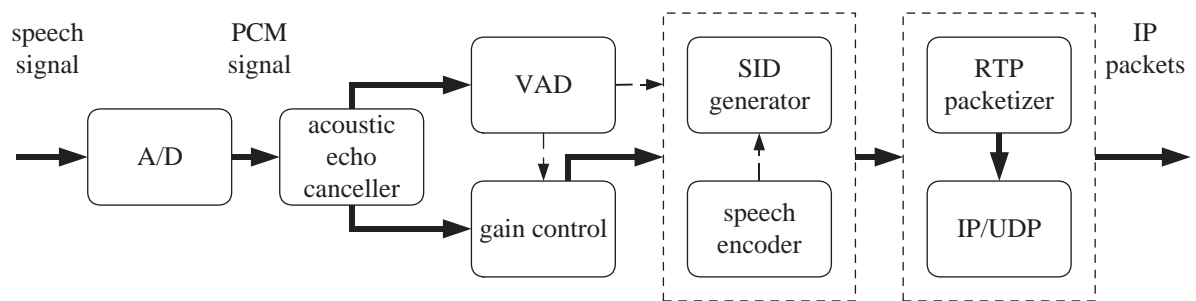 speech
signal
A/D
PCM
signal
acoustic
echo
canceller
VAD
gain control
SID
generator
speech
encoder
RTP
packetizer
IP/UDP
IP
packets